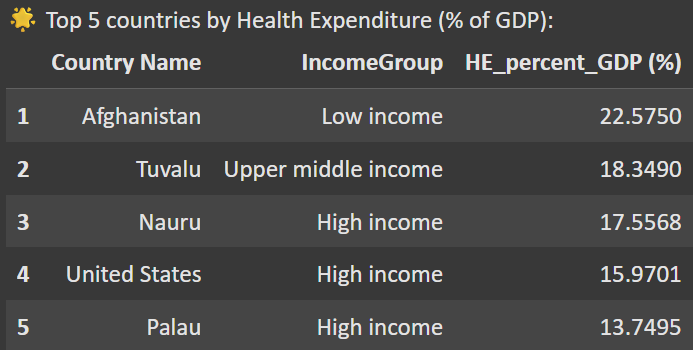 🌟 Top 5 countries by Health Expenditure (% of GDP):
Country Name IncomeGroup HE_percent_GDP (%)
1 Afghanistan Low income 22.5750
2 Tuvalu Upper middle income 18.3490
3 Nauru High income 17.5568
4 United States High income 15.9701
5 Palau High income 13.7495